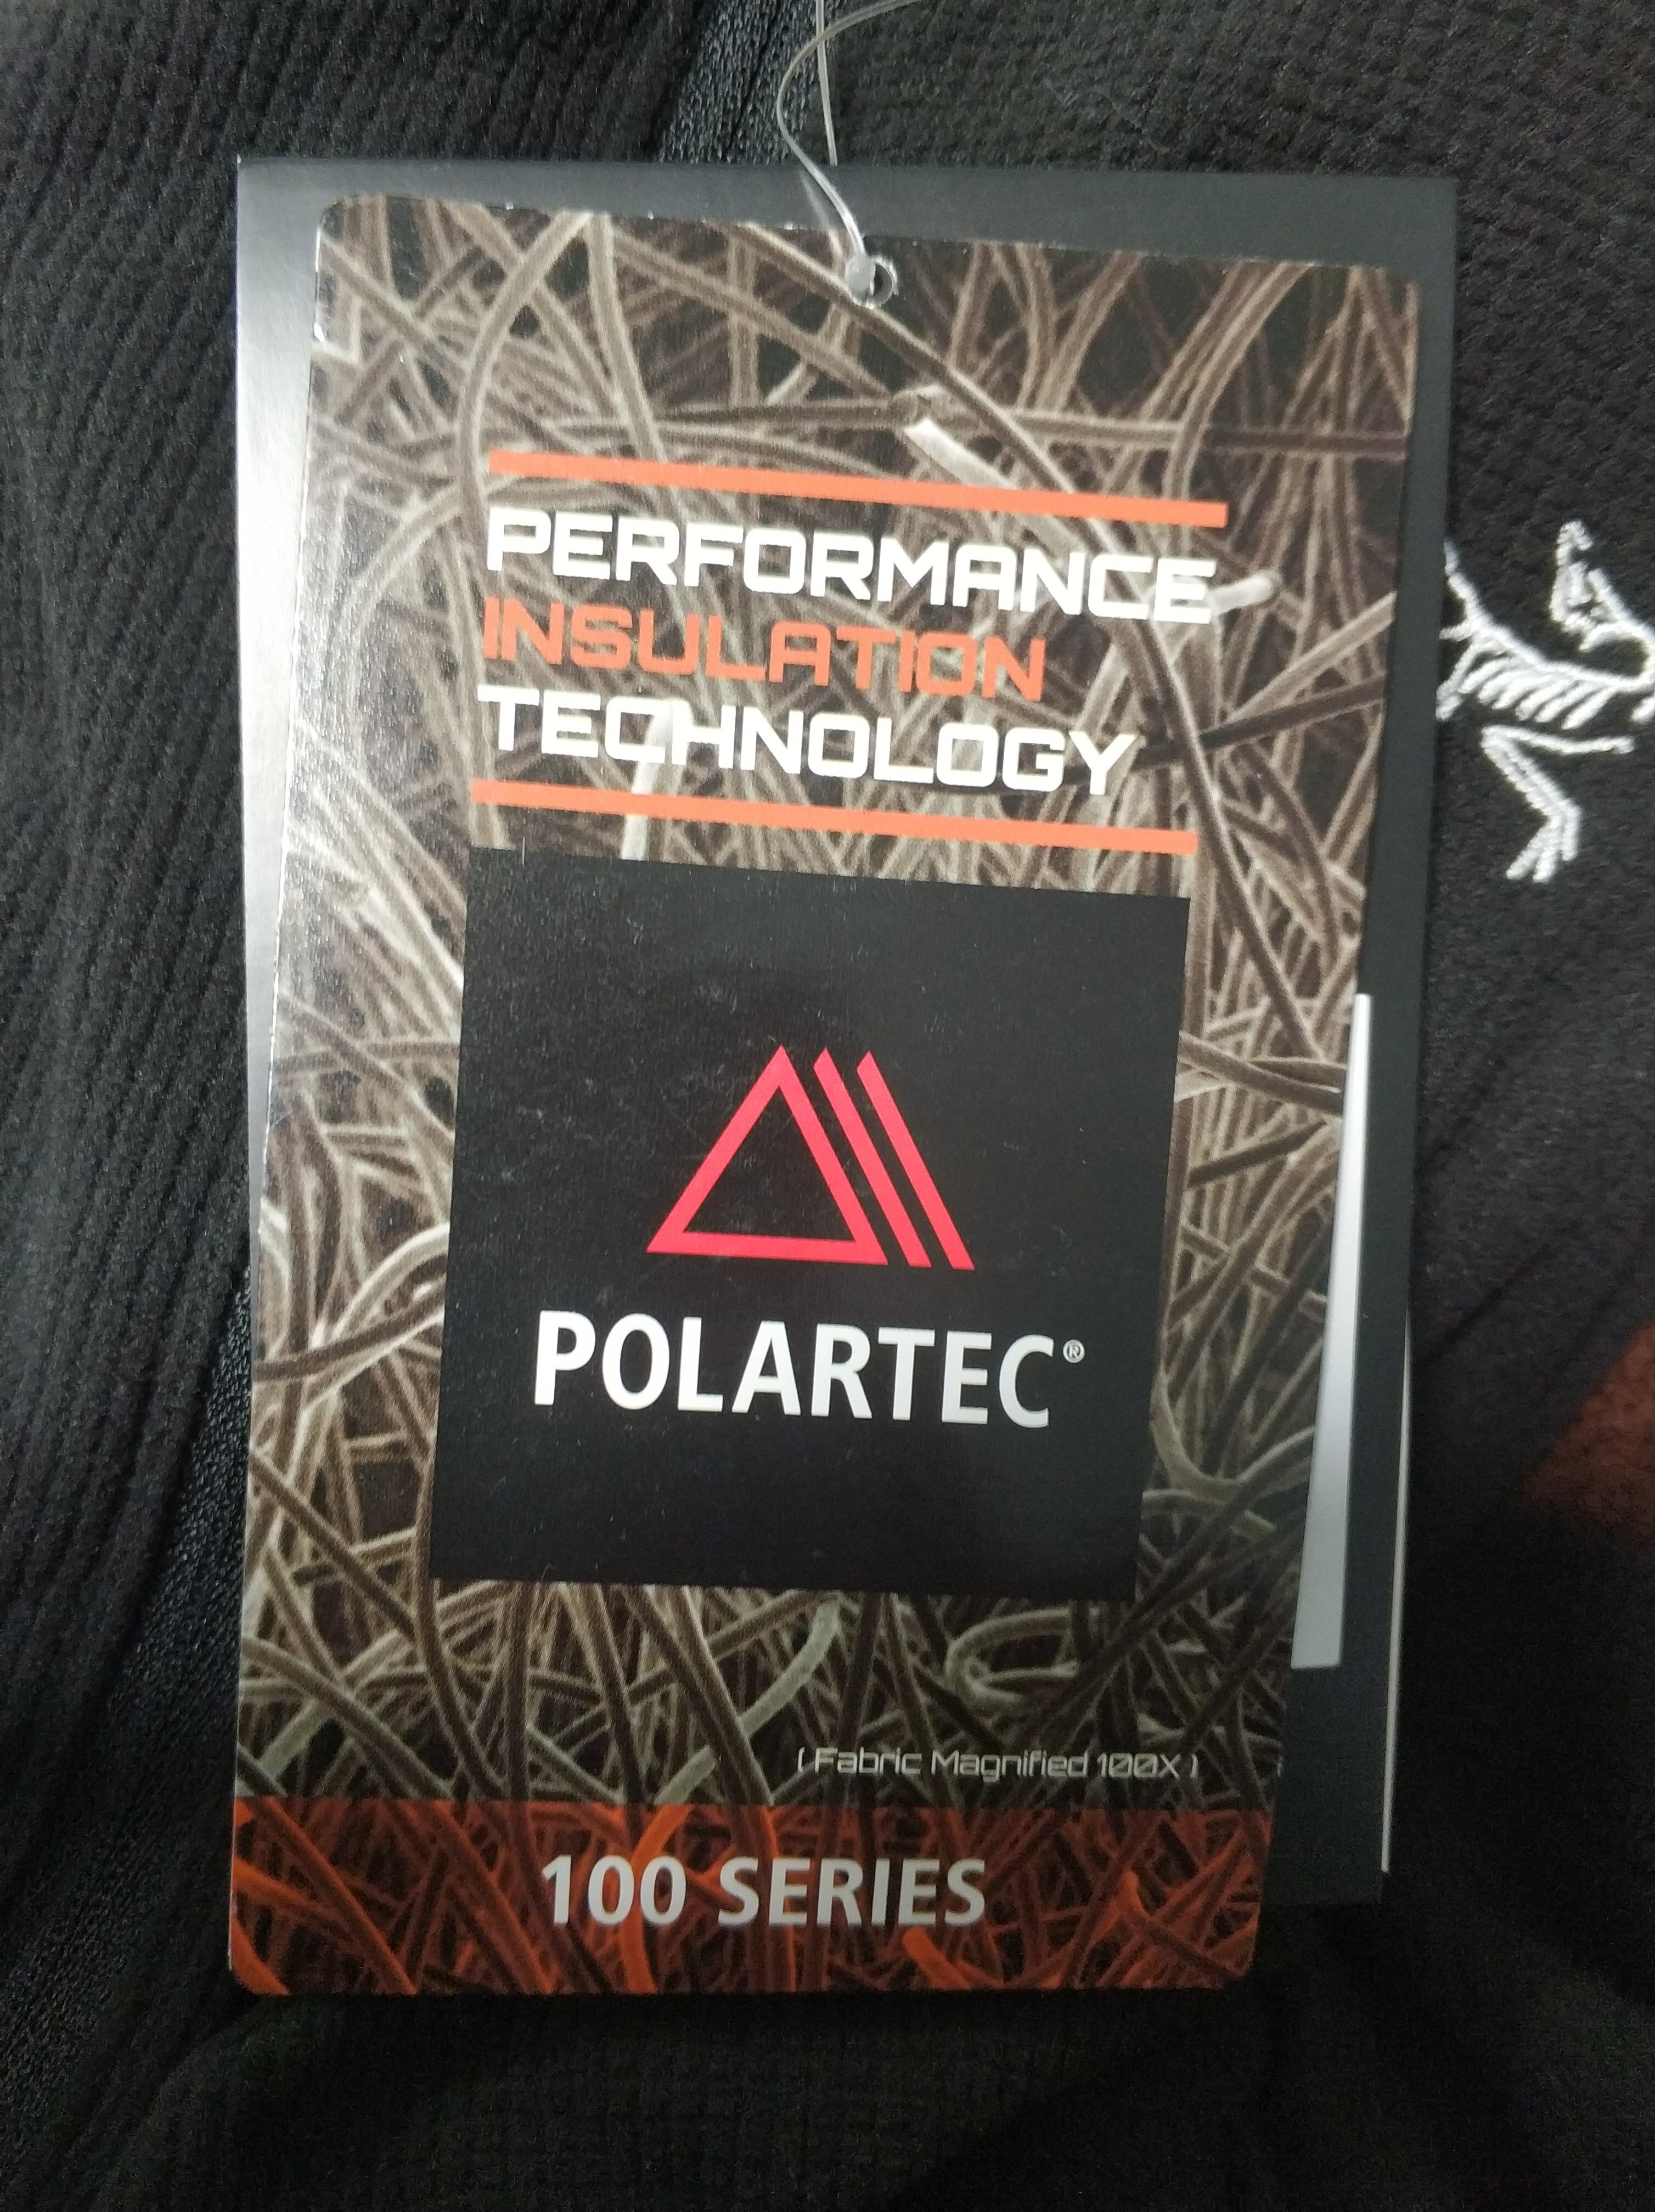 PERFORMANCE
INSULATION
TECHNOLOGY
POLARTEC®
( Fabric Magnified 100X )
100 SERIES